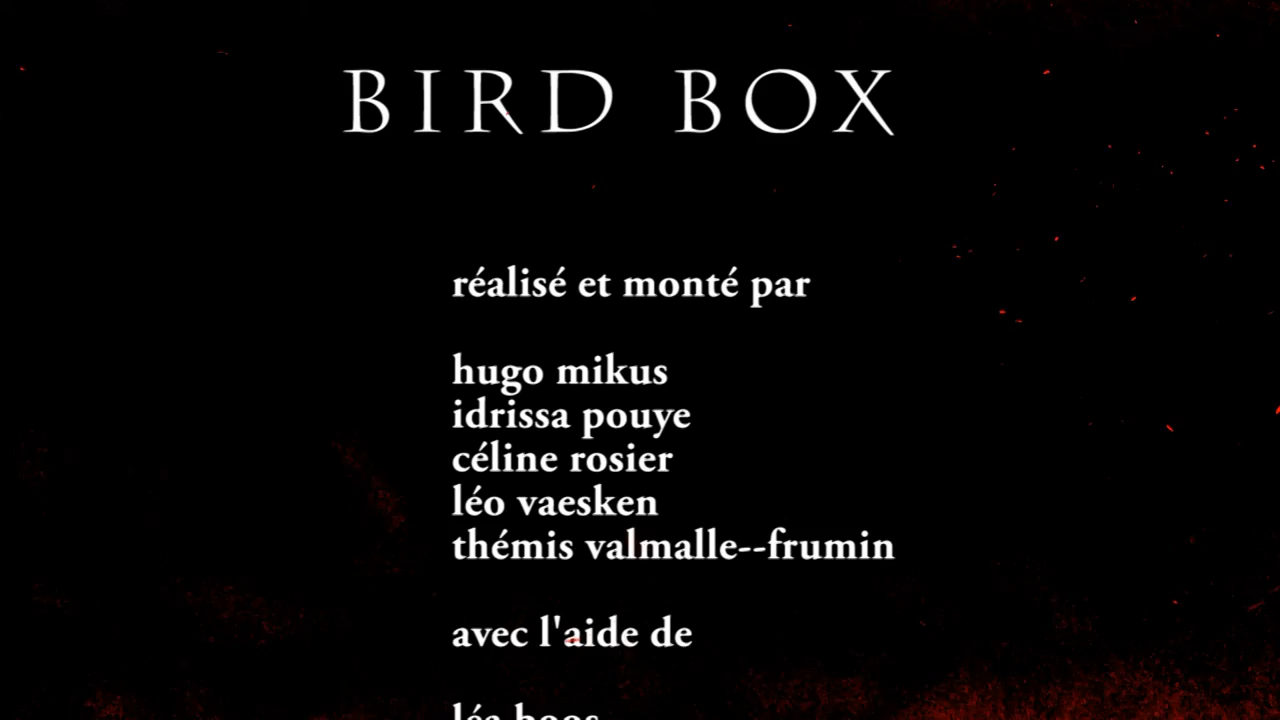 BIRD BOX
réalisé et monté par
hugo mikus
idrissa pouye
céline rosier
léo vaesken
thémis valmalle--frumin
avec l'aide de